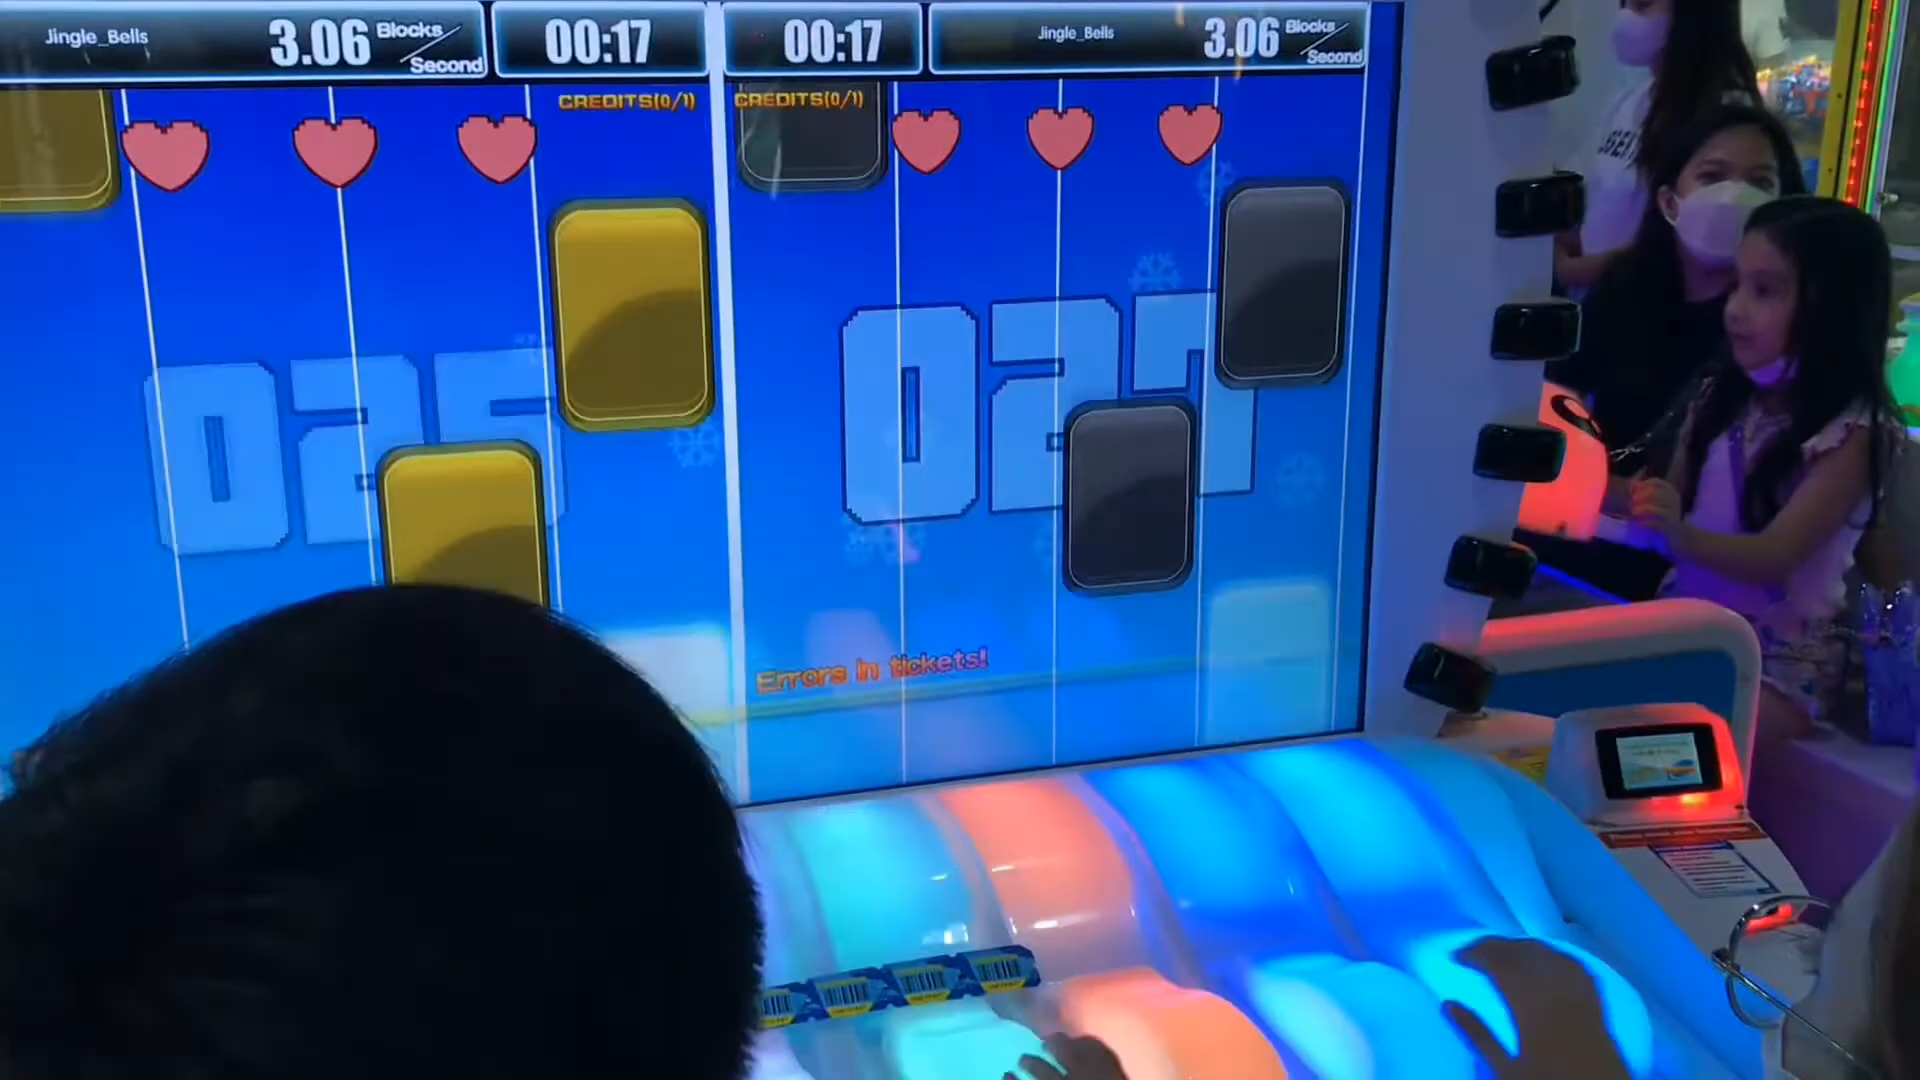 Jingle_Bells
3.06 Blocks/Second
00:17
00:17
Jingle_Bells
3.06 Blocks/Second
CREDITS(0/1)
CREDITS(0/1)
025
027
Errors in tickets!